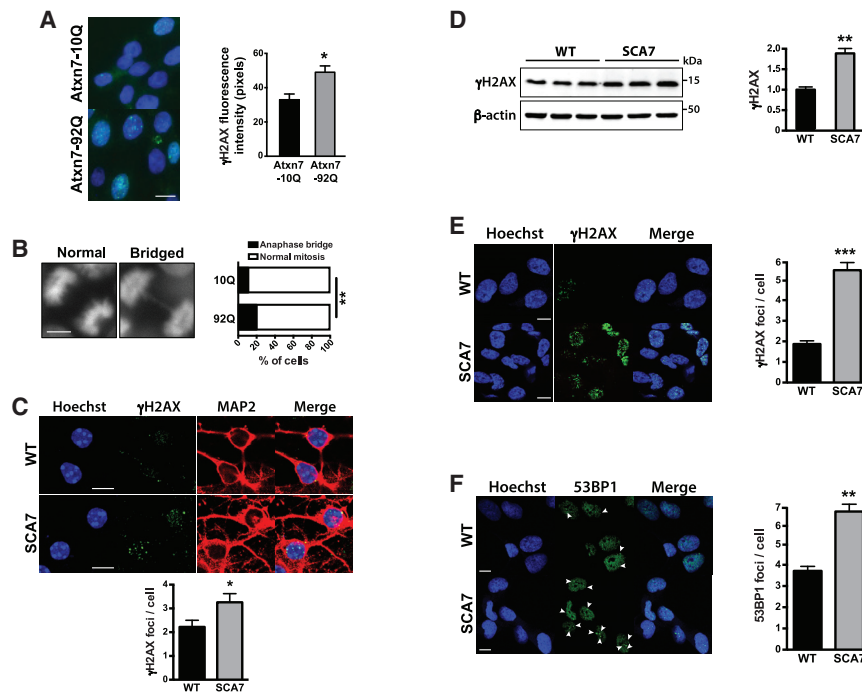 A
Atxn7-10Q
Atxn7-92Q
γH2AX fluorescence
intensity (pixels)
60
40
20
0
*
Atxn7
-10Q
Atxn7
-92Q
B
Normal
Bridged
Anaphase bridge
Normal mitosis
10Q
92Q
**
0 20 40 60 80 100
% of cells
C
Hoechst γH2AX MAP2 Merge
WT
SCA7
γH2AX foci / cell
4
3
2
1
0
*
WT SCA7
D
WT SCA7
kDa
γH2AX
15
β-actin
50
γH2AX
2.0
1.5
1.0
0.5
0
**
WT SCA7
E
Hoechst γH2AX Merge
WT
SCA7
γH2AX foci / cell
6
5
4
3
2
1
0
***
WT SCA7
F
Hoechst 53BP1 Merge
WT
SCA7
53BP1 foci / cell
7
6
5
4
3
2
1
0
**
WT SCA7